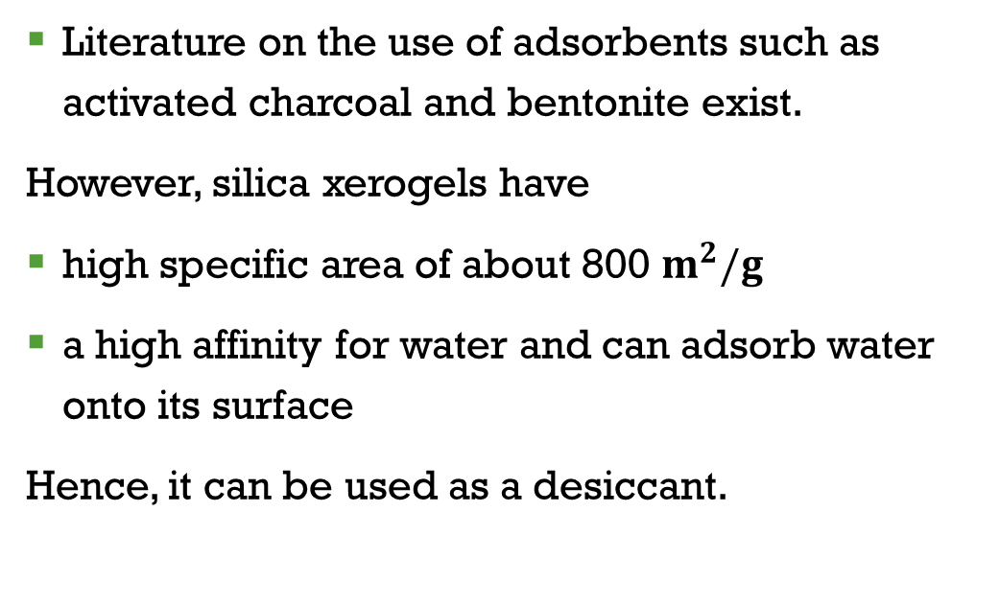 ▪ Literature on the use of adsorbents such as
activated charcoal and bentonite exist.
However, silica xerogels have
▪ high specific area of about 800 m²/g
▪ a high affinity for water and can adsorb water
onto its surface
Hence, it can be used as a desiccant.